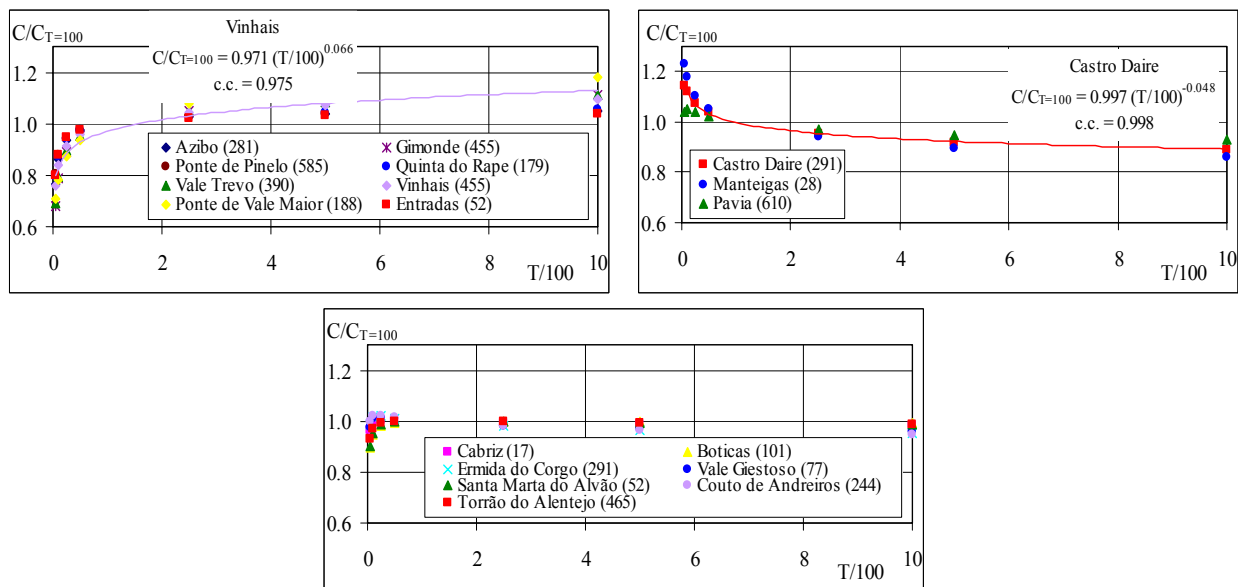 C/CT=100
Vinhais
C/CT=100 = 0.971 (T/100)^0.066
c.c. = 0.975
1.2
1.0
0.8
0.6
Azibo (281)
Gimonde (455)
Ponte de Pinelo (585)
Quinta do Rape (179)
Vale Trevo (390)
Vinhais (455)
Ponte de Vale Maior (188)
Entradas (52)
0 2 4 6 8 10
T/100
C/CT=100
Castro Daire
C/CT=100 = 0.997 (T/100)^-0.048
c.c. = 0.998
1.2
1.0
0.8
0.6
Castro Daire (291)
Manteigas (28)
Pavia (610)
0 2 4 6 8 10
T/100
C/CT=100
1.2
1.0
0.8
0.6
Cabriz (17)
Boticas (101)
Ermida do Corgo (291)
Vale Giestoso (77)
Santa Marta do Alvão (52)
Couto de Andreiros (244)
Torrão do Alentejo (465)
0 2 4 6 8 10
T/100